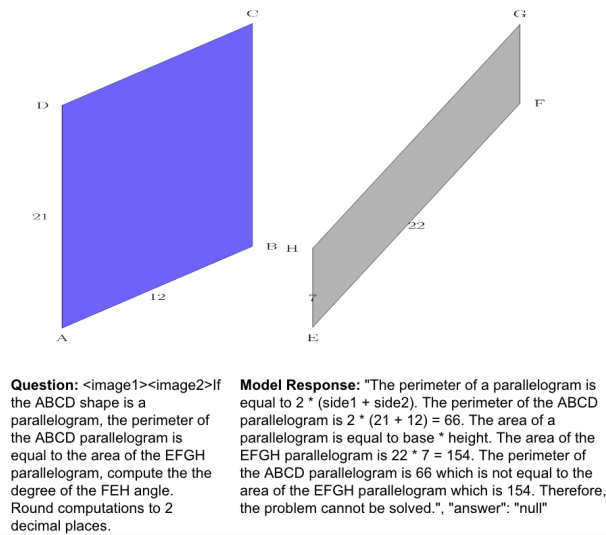 C
G
D
F
21
22
B
H
12
7
A
E
Question: <image1><image2>If
the ABCD shape is a
parallelogram, the perimeter of
the ABCD parallelogram is
equal to the area of the EFGH
parallelogram, compute the the
degree of the FEH angle.
Round computations to 2
decimal places.
Model Response: "The perimeter of a parallelogram is
equal to 2 * (side1 + side2). The perimeter of the ABCD
parallelogram is 2 * (21 + 12) = 66. The area of a
parallelogram is equal to base * height. The area of the
EFGH parallelogram is 22 * 7 = 154. The perimeter of
the ABCD parallelogram is 66 which is not equal to the
area of the EFGH parallelogram which is 154. Therefore,
the problem cannot be solved.", "answer": "null"